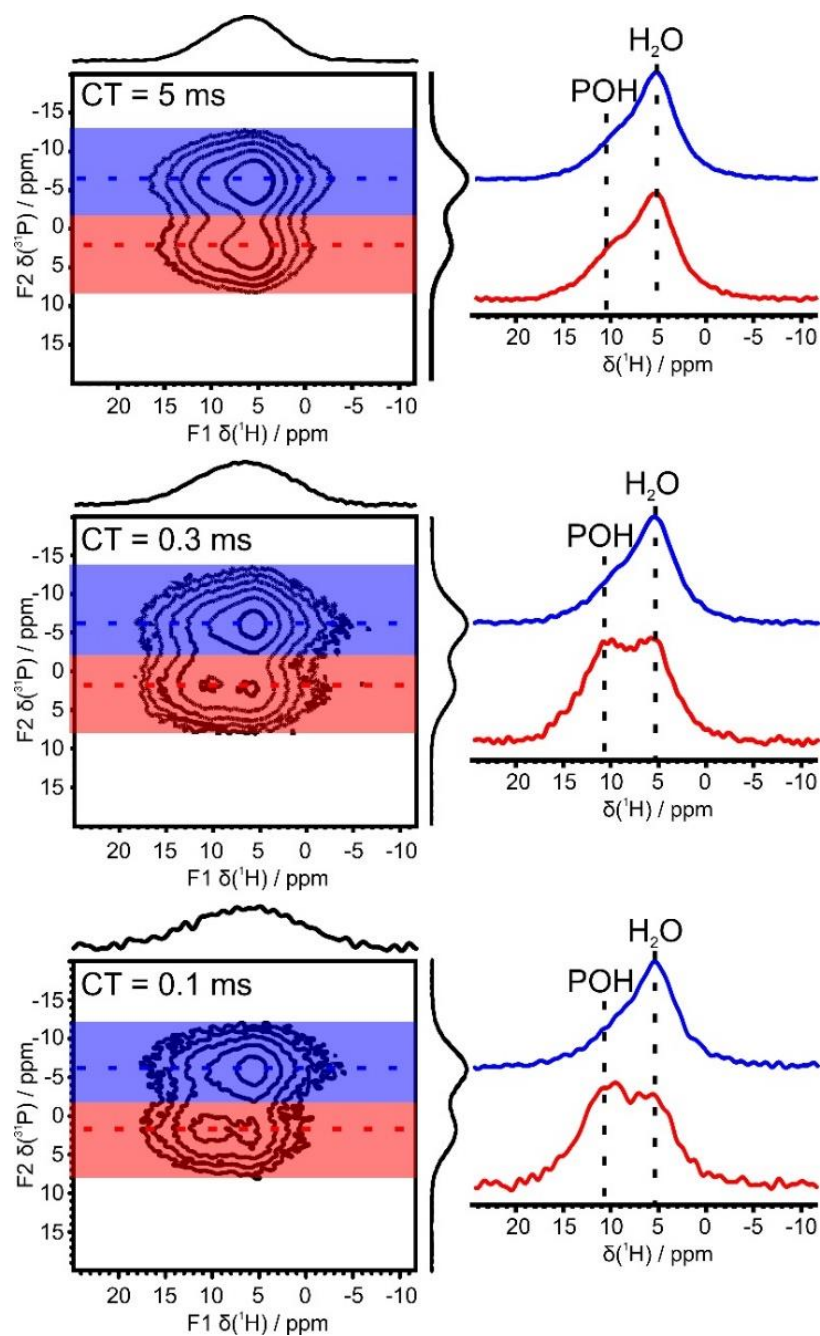 H₂O
POH
CT = 5 ms
-15
-10
-5
0
5
10
15
F2 δ(³¹P) / ppm
20 15 10 5 0 -5 -10
F1 δ(¹H) / ppm
20 15 10 5 0 -5 -10
δ(¹H) / ppm
H₂O
POH
CT = 0.3 ms
-15
-10
-5
0
5
10
15
F2 δ(³¹P) / ppm
20 15 10 5 0 -5 -10
F1 δ(¹H) / ppm
20 15 10 5 0 -5 -10
δ(¹H) / ppm
H₂O
POH
CT = 0.1 ms
-15
-10
-5
0
5
10
15
F2 δ(³¹P) / ppm
20 15 10 5 0 -5 -10
F1 δ(¹H) / ppm
20 15 10 5 0 -5 -10
δ(¹H) / ppm